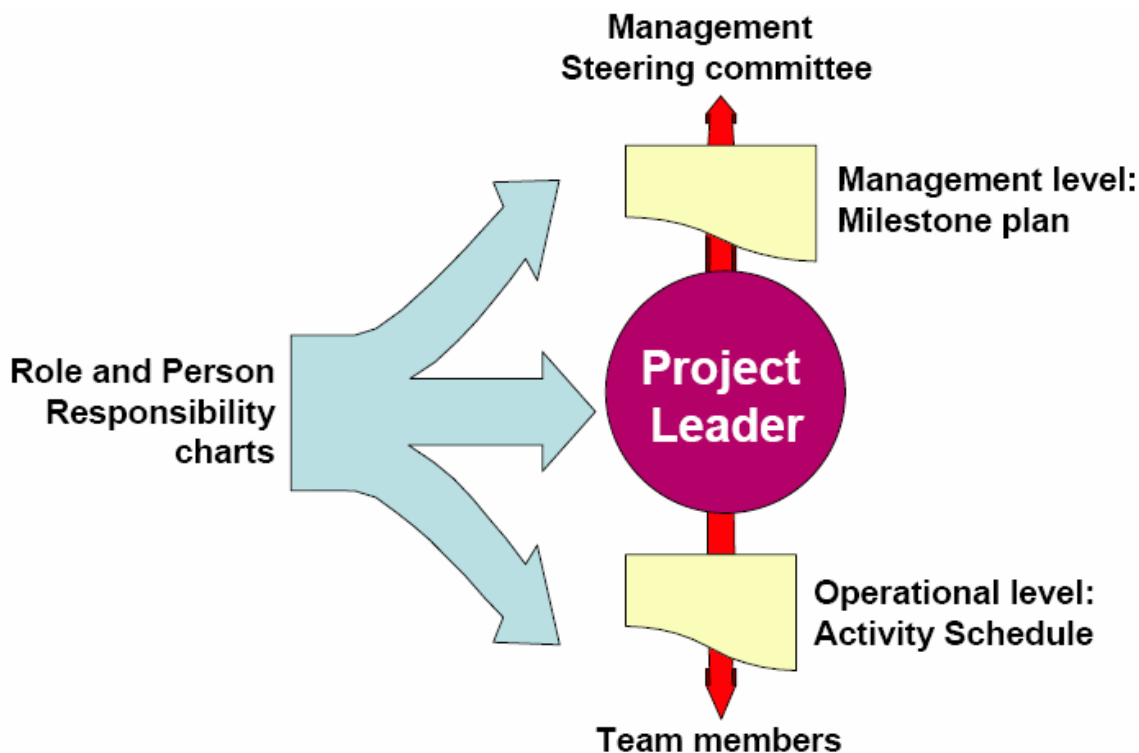 Management
Steering committee
Management level:
Milestone plan
Role and Person
Responsibility
charts
Project
Leader
Operational level:
Activity Schedule
Team members